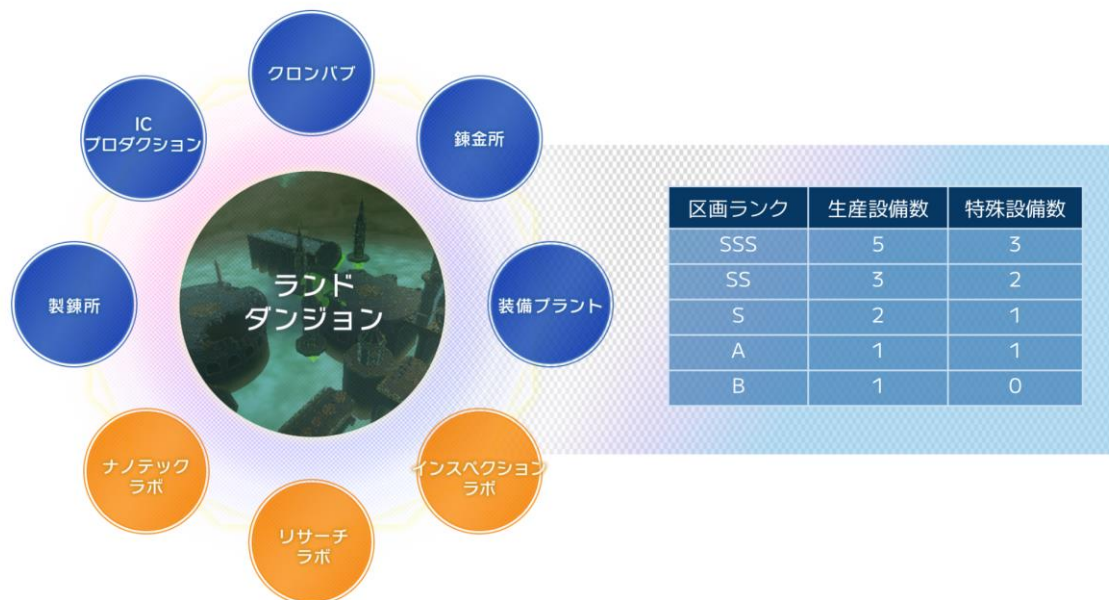 クロンバブ
IC
プロダクション
錬金所
製錬所
ランド
ダンジョン
装備プラント
ナノテック
ラボ
インスペクション
ラボ
リサーチ
ラボ
区画ランク 生産設備数 特殊設備数
SSS 5 3
SS 3 2
S 2 1
A 1 1
B 1 0